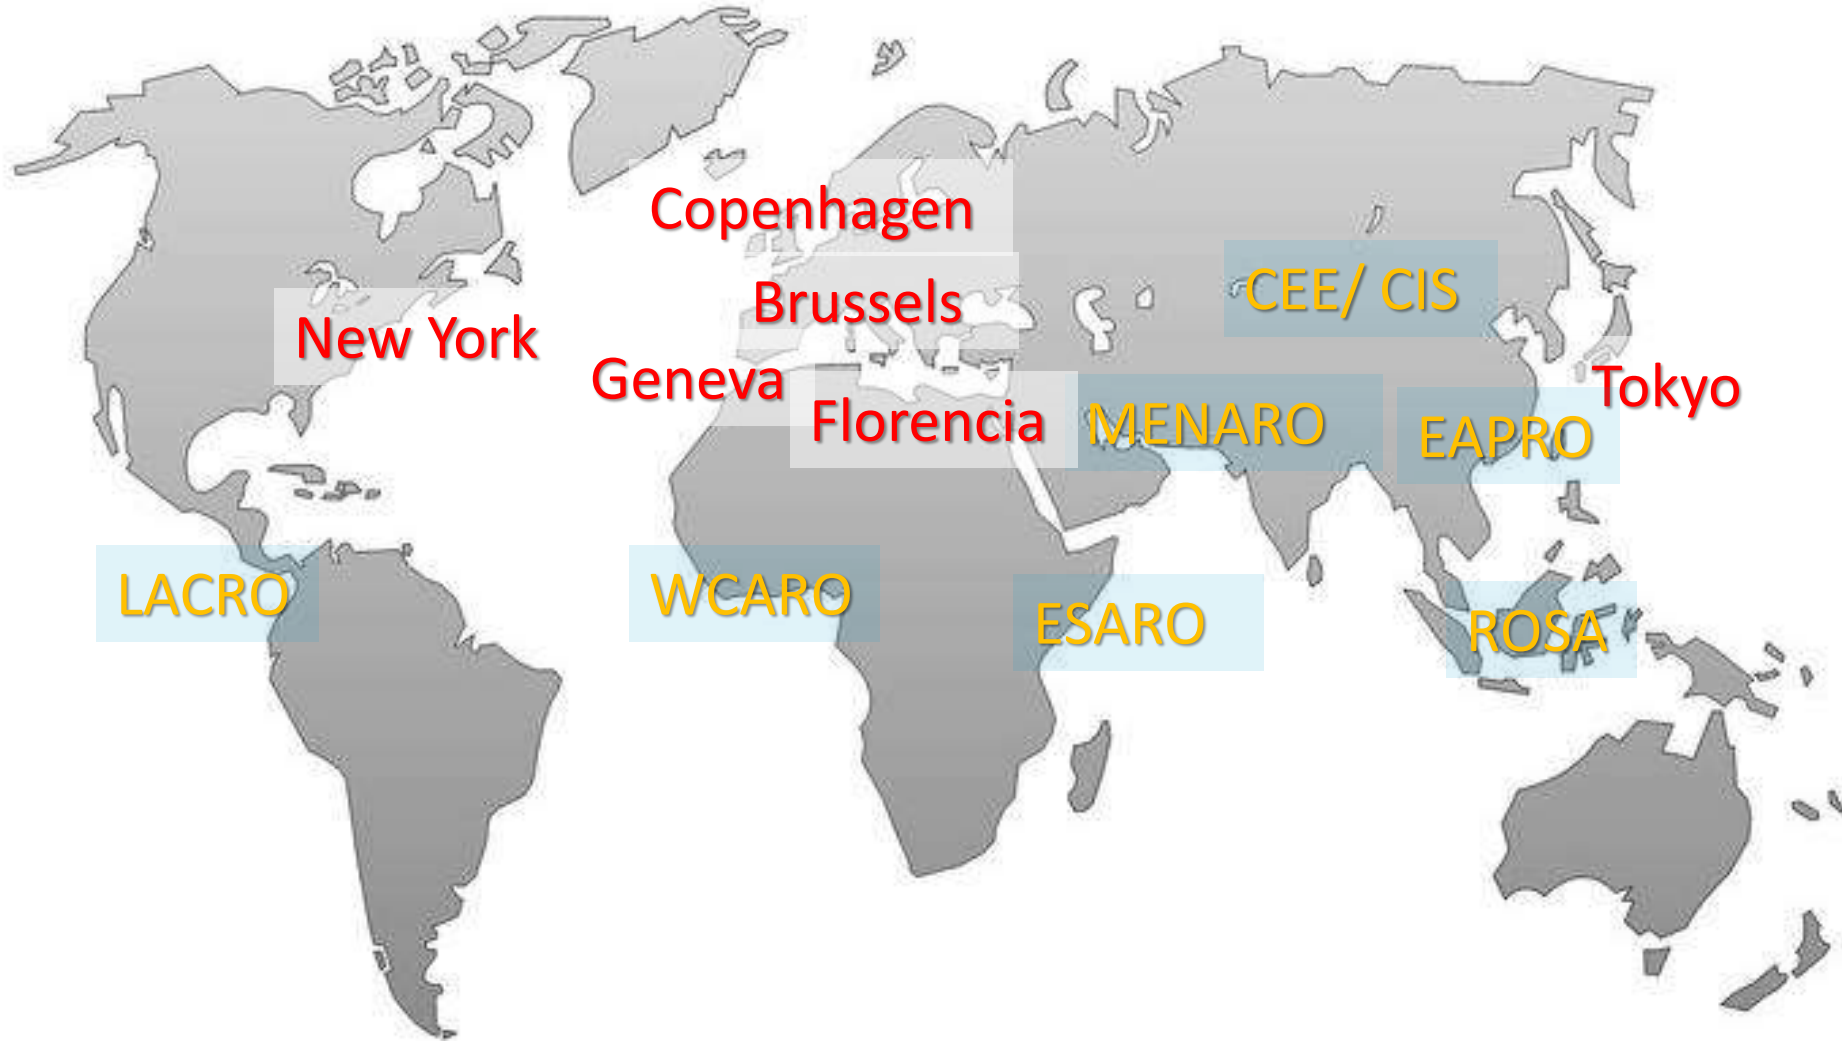 Copenhagen
CEE/ CIS
Brussels
New York
Geneva
Tokyo
Florencia
MENARO
EAPRO
LACRO
WCARO
ESARO
ROSA